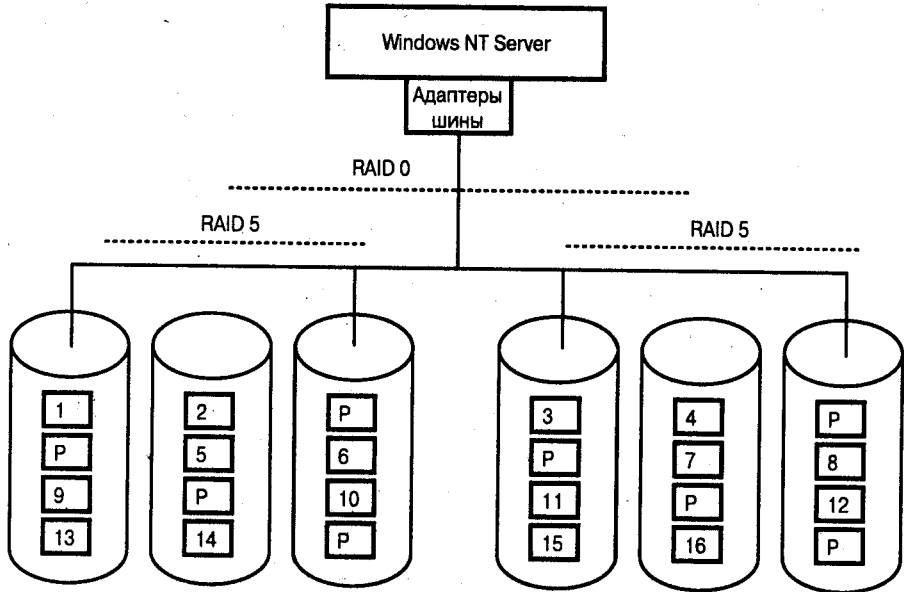 Windows NT Server
Адаптеры
шины
RAID 0
RAID 5
RAID 5
1 2 P 3 4 P
P 5 6 P 7 8
9 P 10 11 P 12
13 14 P 15 16 P